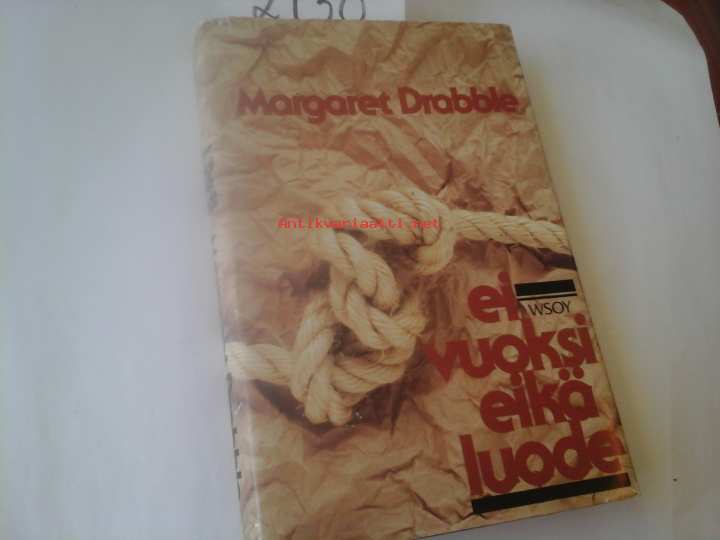 Margaret Drabble
Antikvariaatti.net
ei
WSOY
vuoksi
eikä
luode